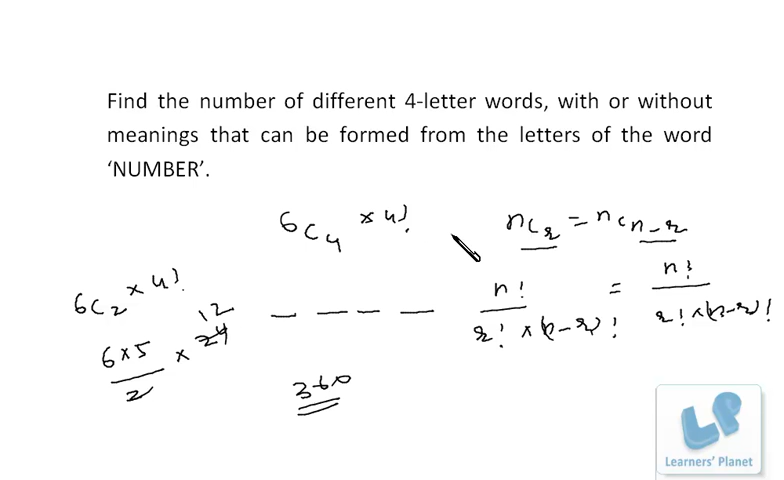 Find the number of different 4-letter words, with or without
meanings that can be formed from the letters of the word
‘NUMBER’.
6C4 × 4!
nCr = nCn-r
6C2 × 4!
n! / r! × (n-r)! = n! / r! × (n-r)!
6×5 / 2 × 24 12
360
LP
Learners' Planet